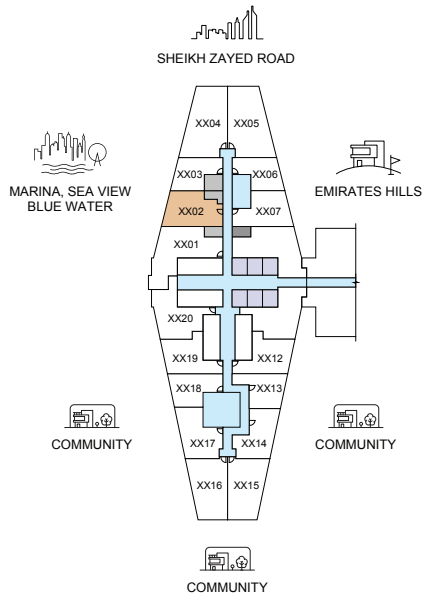 SHEIKH ZAYED ROAD
XX04 XX05
XX03 XX06
MARINA, SEA VIEW
BLUE WATER
EMIRATES HILLS
XX02 XX07
XX01
XX20
XX19 XX12
XX18 XX13
COMMUNITY
COMMUNITY
XX17 XX14
XX16 XX15
COMMUNITY